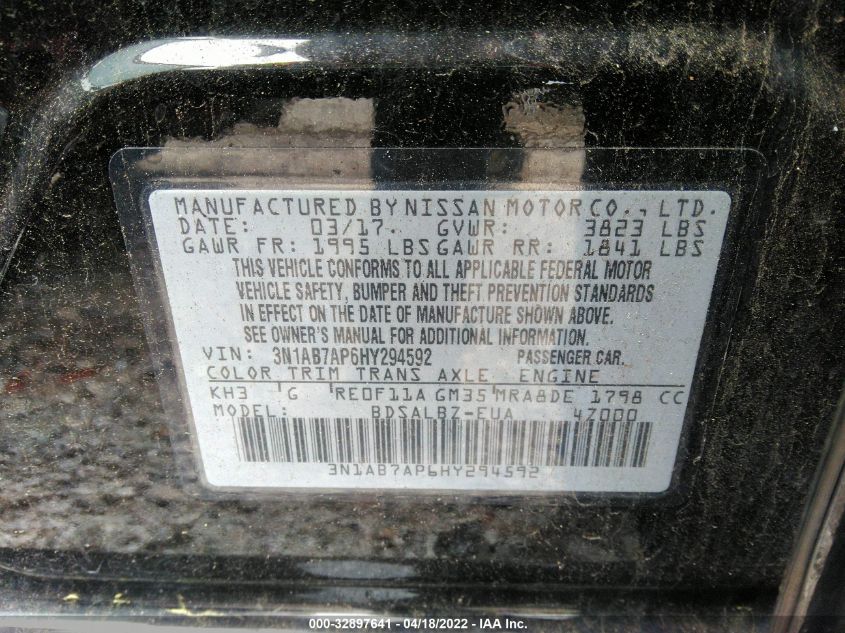 MANUFACTURED BY NISSAN MOTOR CO., LTD.
DATE: 03/17 GVWR: 3823 LBS
GAWR FR: 1995 LBS GAWR RR: 1841 LBS
THIS VEHICLE CONFORMS TO ALL APPLICABLE FEDERAL MOTOR
VEHICLE SAFETY, BUMPER AND THEFT PREVENTION STANDARDS
IN EFFECT ON THE DATE OF MANUFACTURE SHOWN ABOVE.
SEE OWNER'S MANUAL FOR ADDITIONAL INFORMATION.
VIN: 3N1AB7AP6HY294592 PASSENGER CAR
COLOR TRIM TRANS AXLE ENGINE
KH3 G RE0F11A GM35 MRA8DE 1798 CC
MODEL: BDSALBZ-EUA 4Z000
3N1AB7AP6HY294592
000-32897641 - 04/18/2022 - IAA Inc.